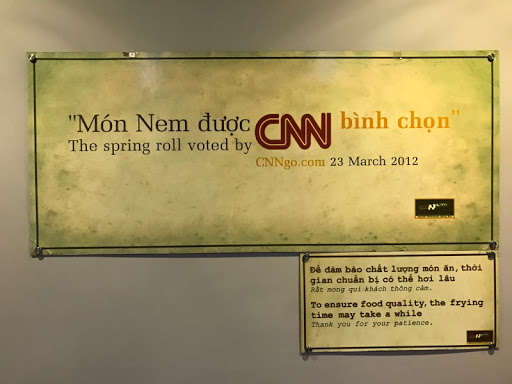 "Món Nem được CNN bình chọn"
The spring roll voted by
CNNgo.com 23 March 2012
Để đảm bảo chất lượng món ăn, thời
gian chuẩn bị có thể hơi lâu
Rất mong quí khách thông cảm.
To ensure food quality, the frying
time may take a while
Thank you for your patience.